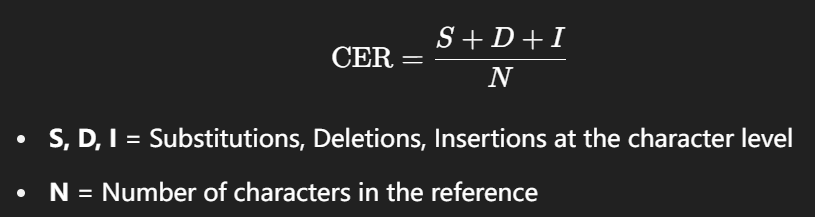 CER = (S + D + I) / N
• S, D, I = Substitutions, Deletions, Insertions at the character level
• N = Number of characters in the reference